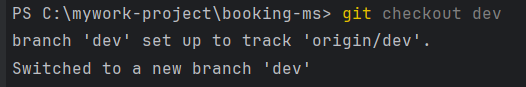 PS C:\mywork-project\booking-ms> git checkout dev
branch 'dev' set up to track 'origin/dev'.
Switched to a new branch 'dev'